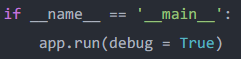 if __name__ == '__main__':
    app.run(debug = True)